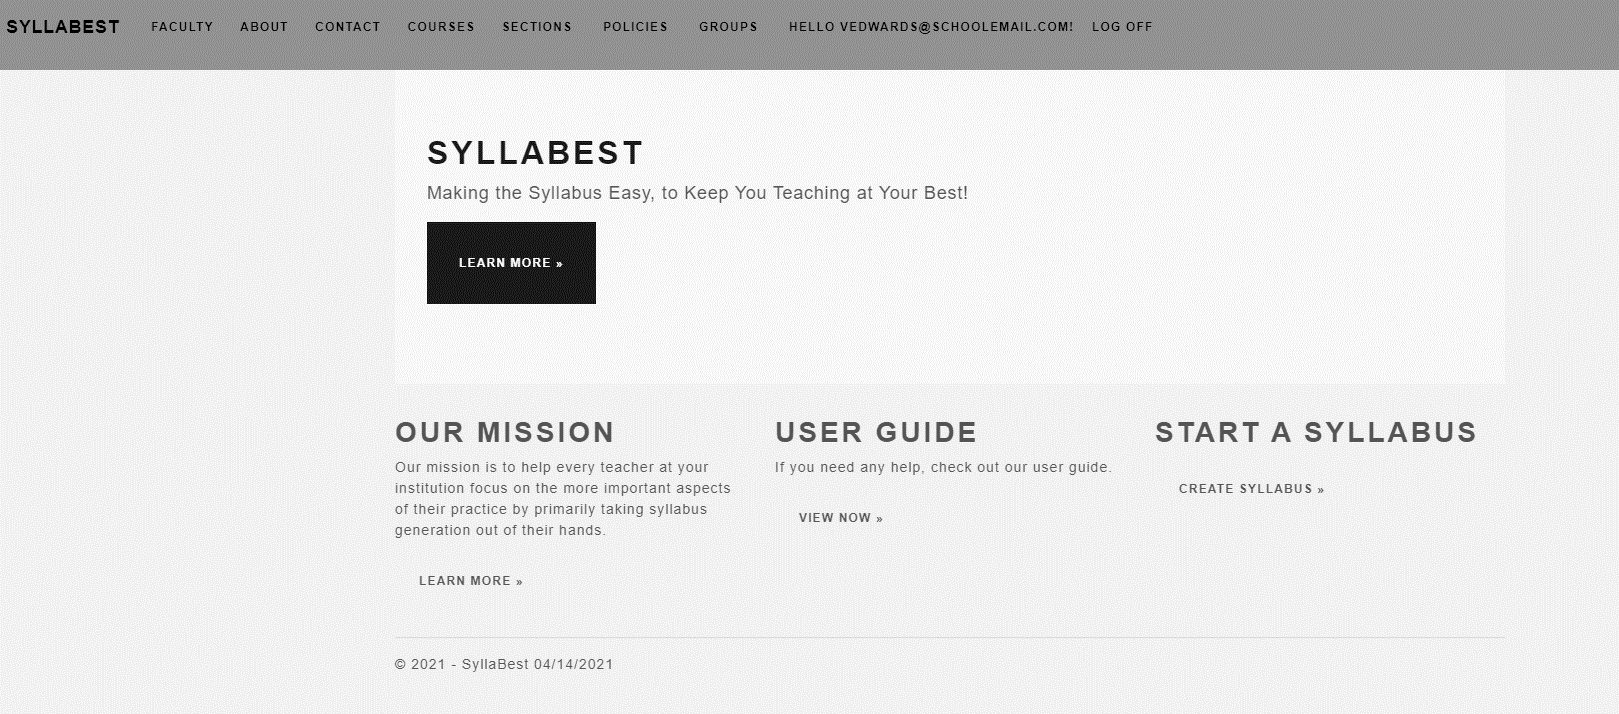 SYLLABEST FACULTY ABOUT CONTACT COURSES SECTIONS POLICIES GROUPS HELLO VEDWARDS@SCHOOLEMAIL.COM! LOG OFF
SYLLABEST
Making the Syllabus Easy, to Keep You Teaching at Your Best!
LEARN MORE »
OUR MISSION
Our mission is to help every teacher at your
institution focus on the more important aspects
of their practice by primarily taking syllabus
generation out of their hands.
LEARN MORE »
USER GUIDE
If you need any help, check out our user guide.
VIEW NOW »
START A SYLLABUS
CREATE SYLLABUS »
© 2021 - SyllaBest 04/14/2021